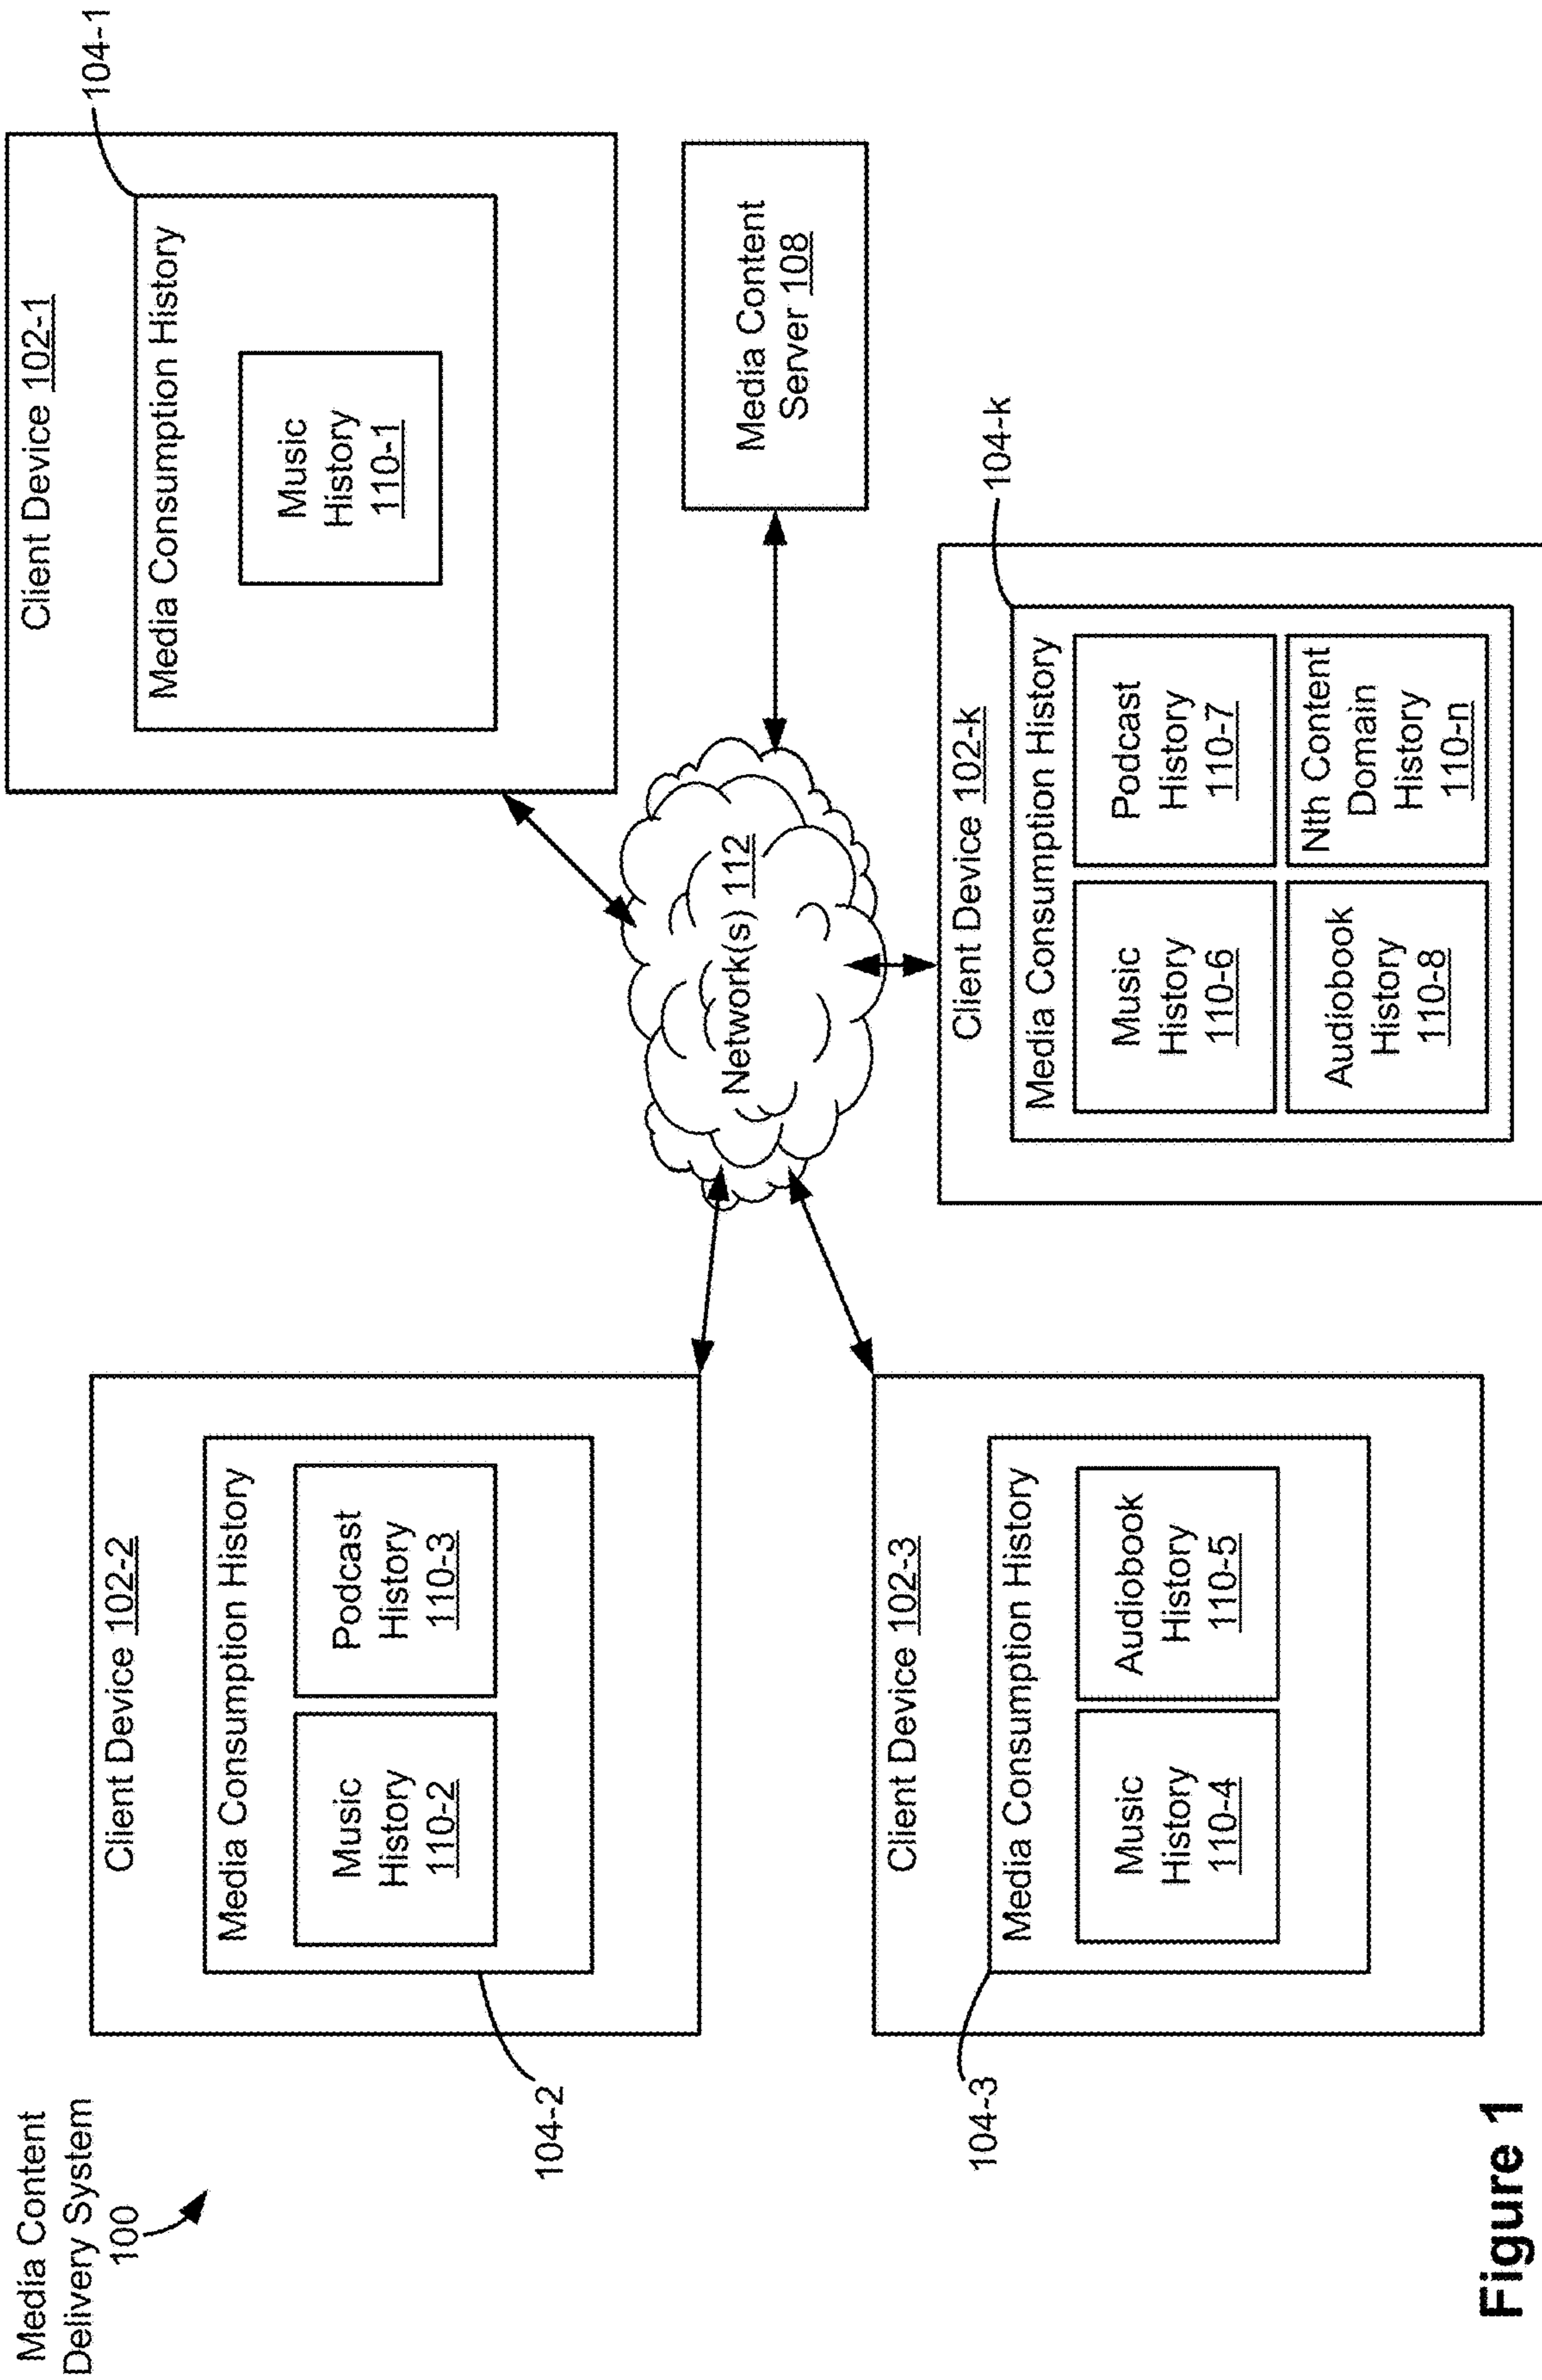 Media Content
Delivery System
100
Client Device 102-2
Media Consumption History
Music
History
110-2
Podcast
History
110-3
104-2
Client Device 102-1
Media Consumption History
Music
History
110-1
104-1
Network(s) 112
Media Content
Server 108
Client Device 102-3
Media Consumption History
Music
History
110-4
Audiobook
History
110-5
104-3
Client Device 102-k
Media Consumption History
Music
History
110-6
Podcast
History
110-7
Audiobook
History
110-8
Nth Content
Domain
History
110-n
104-k
Figure 1